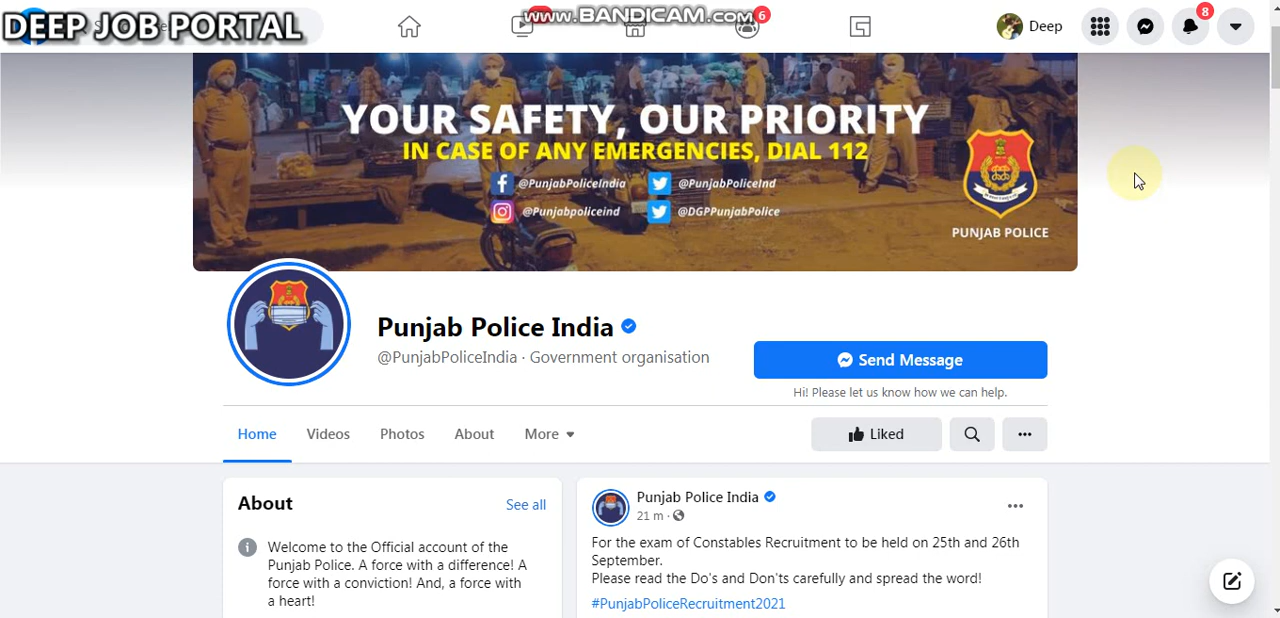 DEEP JOB PORTAL
www.BANDICAM.com
6
Deep
8
YOUR SAFETY, OUR PRIORITY
IN CASE OF ANY EMERGENCIES, DIAL 112
@PunjabPoliceIndia
@PunjabPoliceInd
@Punjabpoliceind
@DGPPunjabPolice
PUNJAB POLICE
Punjab Police India
@PunjabPoliceIndia · Government organisation
Send Message
Hi! Please let us know how we can help.
Home
Videos
Photos
About
More
Liked
About
See all
Welcome to the Official account of the
Punjab Police. A force with a difference! A
force with a conviction! And, a force with
a heart!
Punjab Police India
21 m ·
For the exam of Constables Recruitment to be held on 25th and 26th
September.
Please read the Do's and Don'ts carefully and spread the word!
#PunjabPoliceRecruitment2021